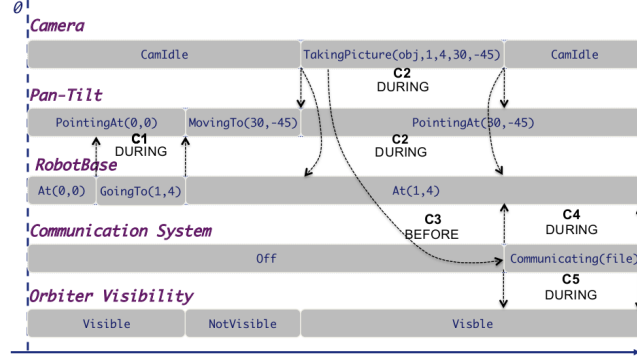 0
Camera
CamIdle
TakingPicture(obj,1,4,30,-45)
CamIdle
C2
DURING
Pan-Tilt
PointingAt(0,0)
MovingTo(30,-45)
PointingAt(30,-45)
C1
DURING
C2
DURING
RobotBase
At(0,0)
GoingTo(1,4)
At(1,4)
C3
BEFORE
C4
DURING
Communication System
Off
Communicating(file)
C5
DURING
Orbiter Visibility
Visible
NotVisible
Visble